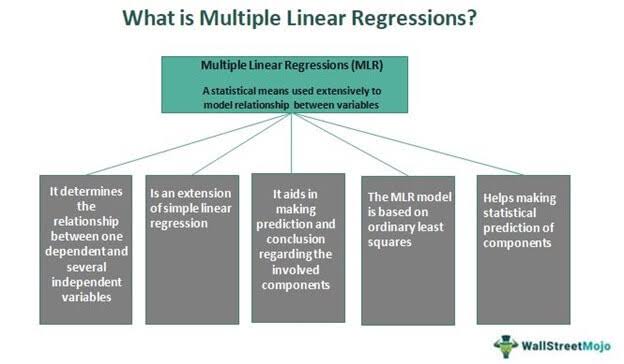 What is Multiple Linear Regressions?
Multiple Linear Regressions (MLR)
A statistical means used extensively to
model relationship between variables
It determines
the
relationship
between one
dependent and
several
independent
variables
Is an extension
of simple linear
regression
It aids in
making
prediction and
conclusion
regarding the
involved
components
The MLR model
is based on
ordinary least
squares
Helps making
statistical
prediction of
components
WallStreetMojo